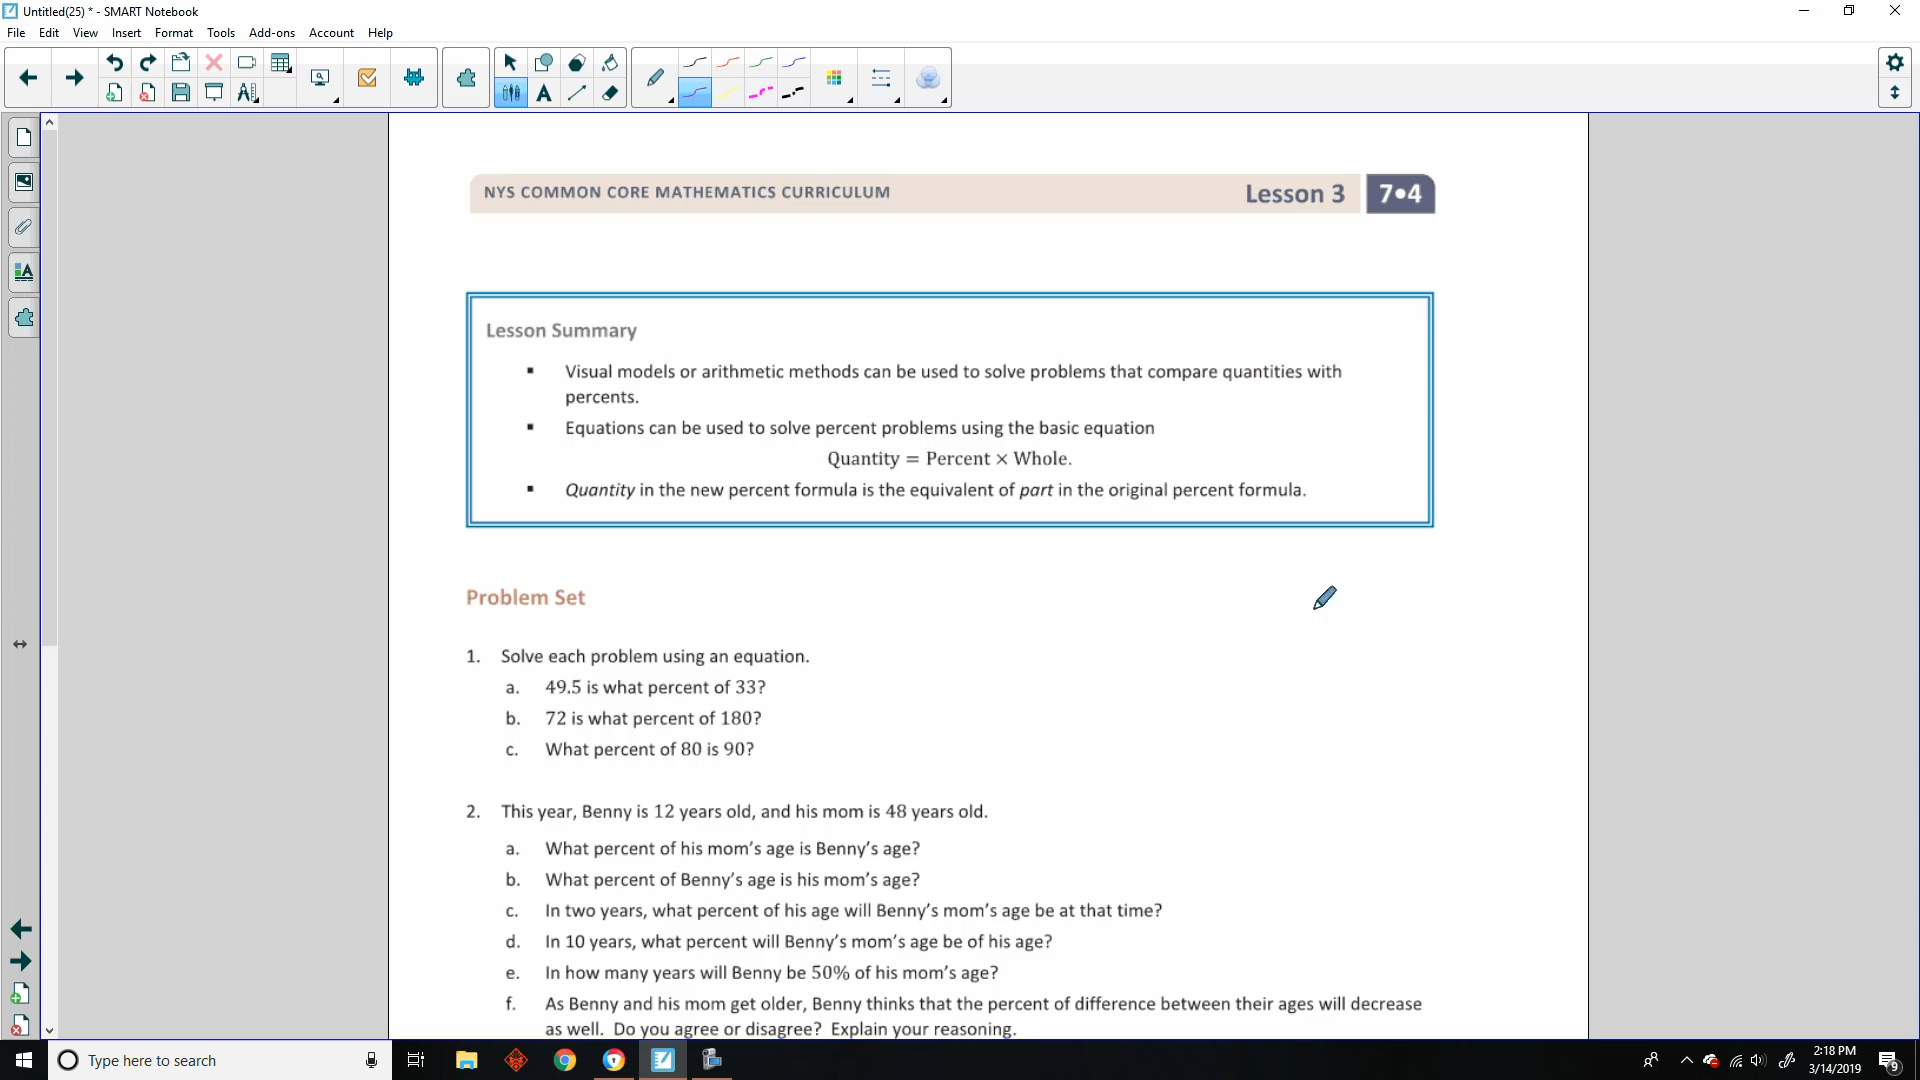 Untitled(25) * - SMART Notebook
File Edit View Insert Format Tools Add-ons Account Help
NYS COMMON CORE MATHEMATICS CURRICULUM Lesson 3 7•4
Lesson Summary
▪ Visual models or arithmetic methods can be used to solve problems that compare quantities with
percents.
▪ Equations can be used to solve percent problems using the basic equation
Quantity = Percent × Whole.
▪ Quantity in the new percent formula is the equivalent of part in the original percent formula.
Problem Set
1. Solve each problem using an equation.
a. 49.5 is what percent of 33?
b. 72 is what percent of 180?
c. What percent of 80 is 90?
2. This year, Benny is 12 years old, and his mom is 48 years old.
a. What percent of his mom’s age is Benny’s age?
b. What percent of Benny’s age is his mom’s age?
c. In two years, what percent of his age will Benny’s mom’s age be at that time?
d. In 10 years, what percent will Benny’s mom’s age be of his age?
e. In how many years will Benny be 50% of his mom’s age?
f. As Benny and his mom get older, Benny thinks that the percent of difference between their ages will decrease
as well. Do you agree or disagree? Explain your reasoning.
Type here to search
2:18 PM
3/14/2019
9